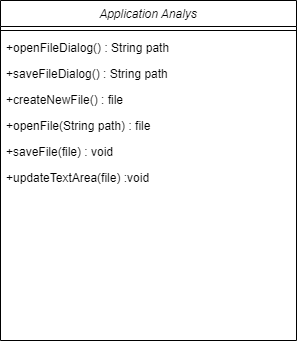 Application Analys
+openFileDialog() : String path
+saveFileDialog() : String path
+createNewFile() : file
+openFile(String path) : file
+saveFile(file) : void
+updateTextArea(file) :void